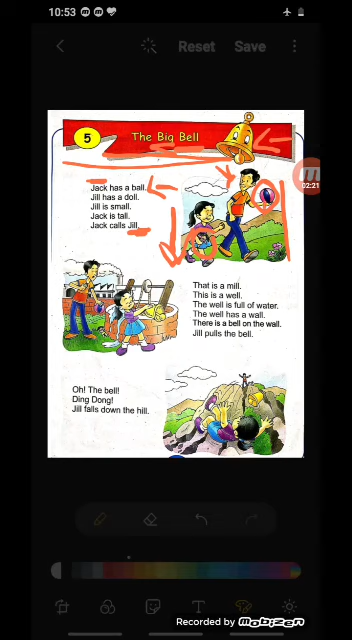 10:53
Reset Save
5
The Big Bell
02:21
Jack has a ball.
Jill has a doll.
Jill is small.
Jack is tall.
Jack calls Jill.
That is a mill.
This is a well.
The well is full of water.
The well has a wall.
There is a bell on the wall.
Jill pulls the bell.
Oh! The bell!
Ding Dong!
Jill falls down the hill.
T
Recorded by mobizen